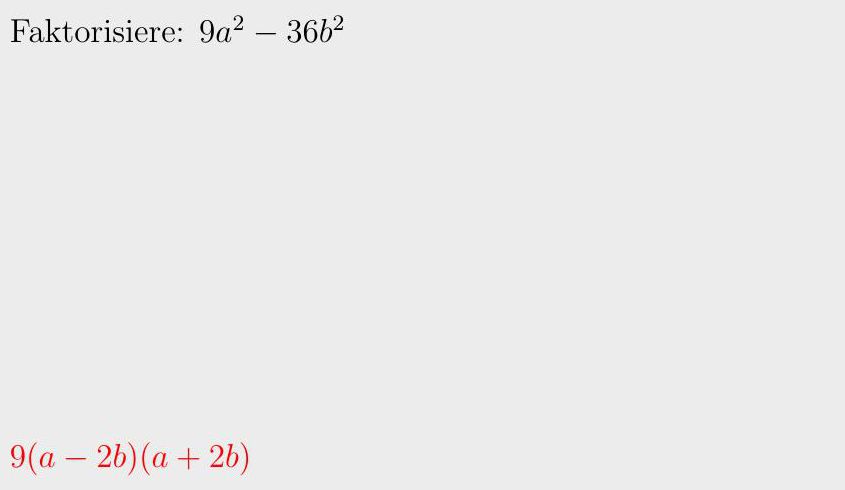 Faktorisiere: 9a² − 36b²
9(a − 2b)(a + 2b)